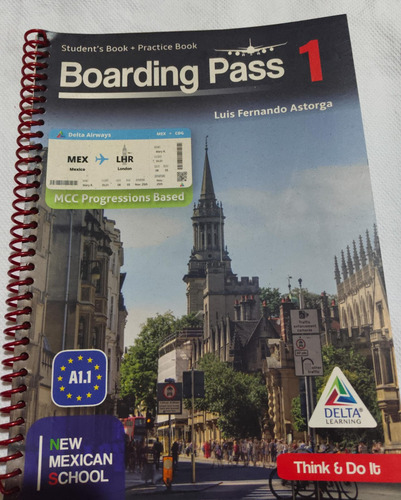 Student's Book + Practice Book
Boarding Pass 1
Luis Fernando Astorga
Delta Airways
MEX
LHR
Mexico
London
MCC Progressions Based
A1.1
DELTA
LEARNING
NEW
MEXICAN
SCHOOL
Think & Do It